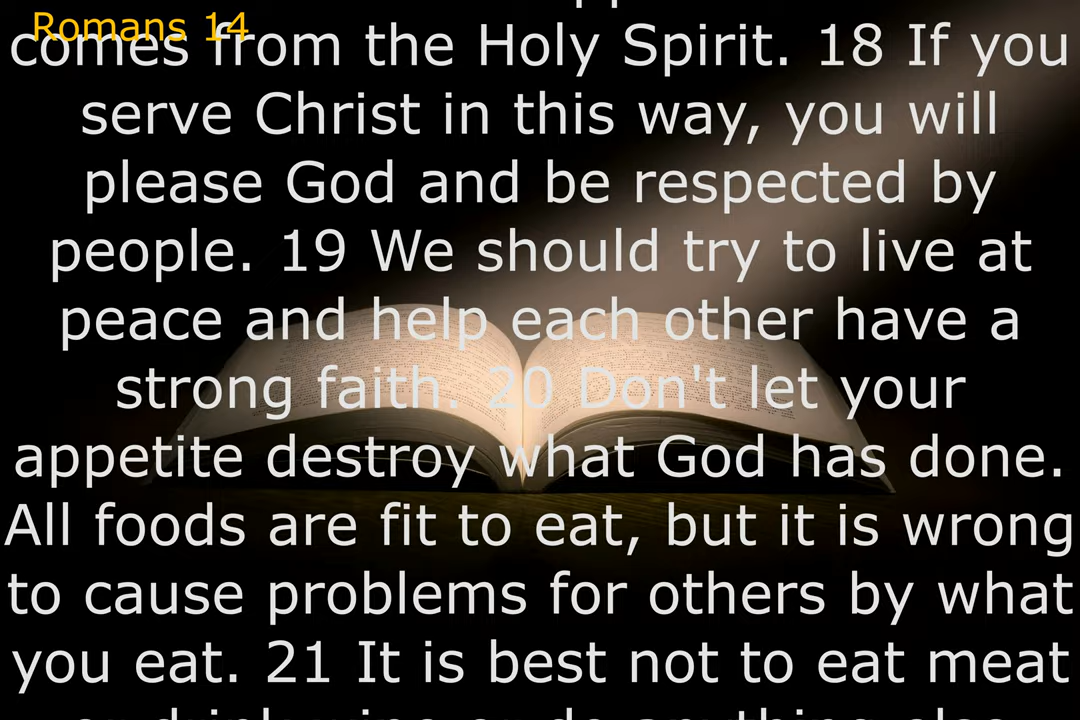 Romans 14
comes from the Holy Spirit. 18 If you
serve Christ in this way, you will
please God and be respected by
people. 19 We should try to live at
peace and help each other have a
strong faith. 20 Don't let your
appetite destroy what God has done.
All foods are fit to eat, but it is wrong
to cause problems for others by what
you eat. 21 It is best not to eat meat